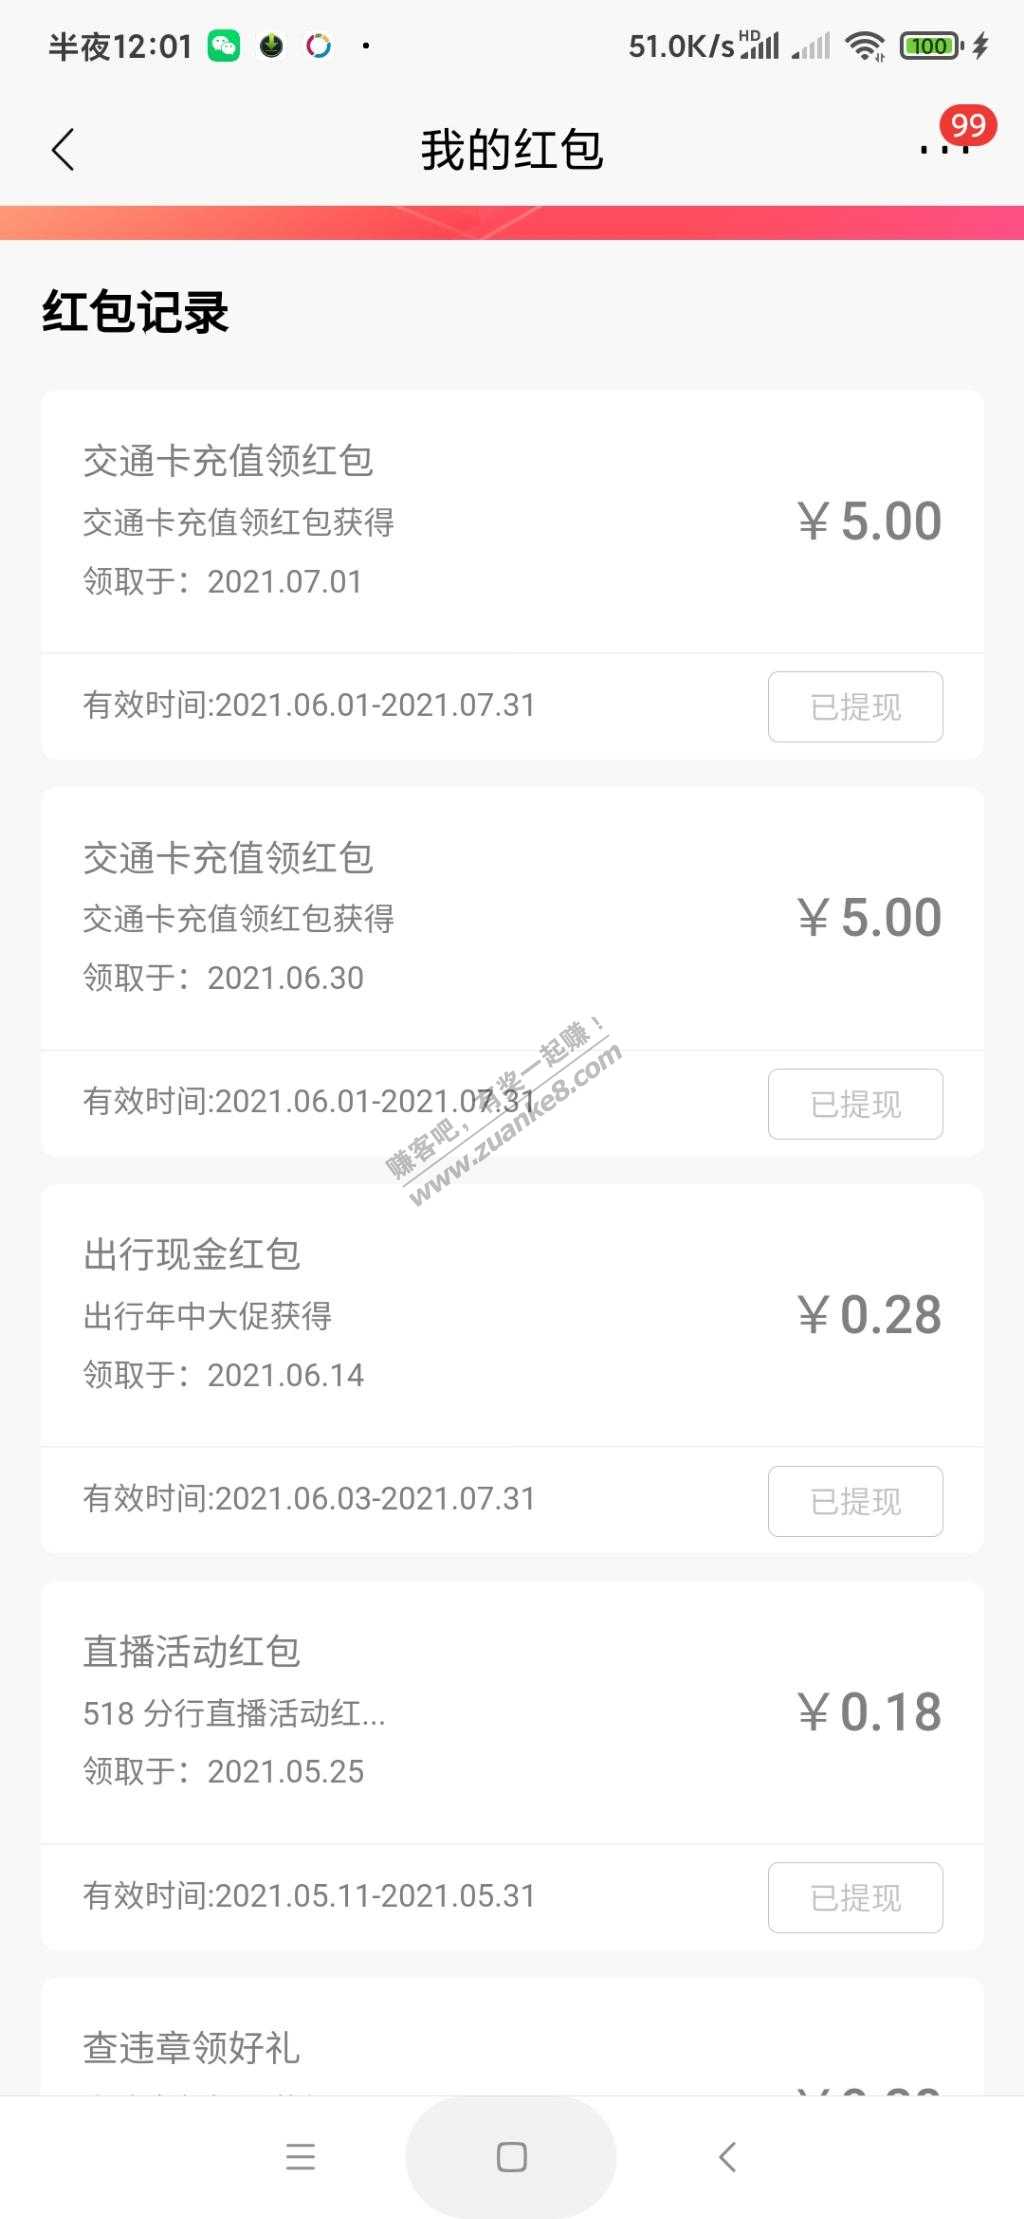 半夜12:01
51.0K/s HD 100
我的红包
99
红包记录
交通卡充值领红包
交通卡充值领红包获得
¥5.00
领取于：2021.07.01
有效时间:2021.06.01-2021.07.31
已提现
交通卡充值领红包
交通卡充值领红包获得
¥5.00
领取于：2021.06.30
有效时间:2021.06.01-2021.07.31
已提现
赚客吧，有奖一起赚！
www.zuanke8.com
出行现金红包
出行年中大促获得
¥0.28
领取于：2021.06.14
有效时间:2021.06.03-2021.07.31
已提现
直播活动红包
518 分行直播活动红...
¥0.18
领取于：2021.05.25
有效时间:2021.05.11-2021.05.31
已提现
查违章领好礼